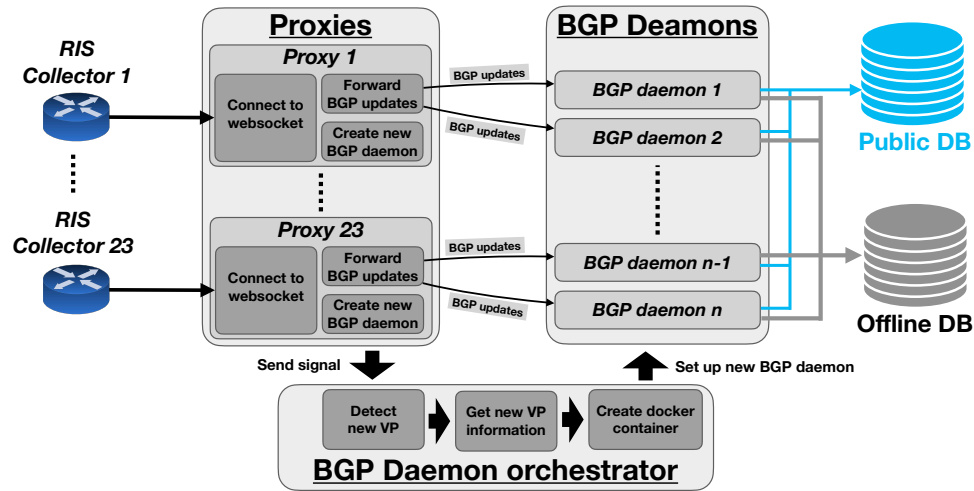 Proxies
BGP Deamons
RIS
Collector 1
Proxy 1
Connect to
websocket
Forward
BGP updates
Create new
BGP daemon
BGP updates
BGP updates
BGP daemon 1
BGP daemon 2
Public DB
RIS
Collector 23
Proxy 23
Connect to
websocket
Forward
BGP updates
Create new
BGP daemon
BGP updates
BGP updates
BGP daemon n-1
BGP daemon n
Offline DB
Send signal
Set up new BGP daemon
Detect
new VP
Get new VP
information
Create docker
container
BGP Daemon orchestrator